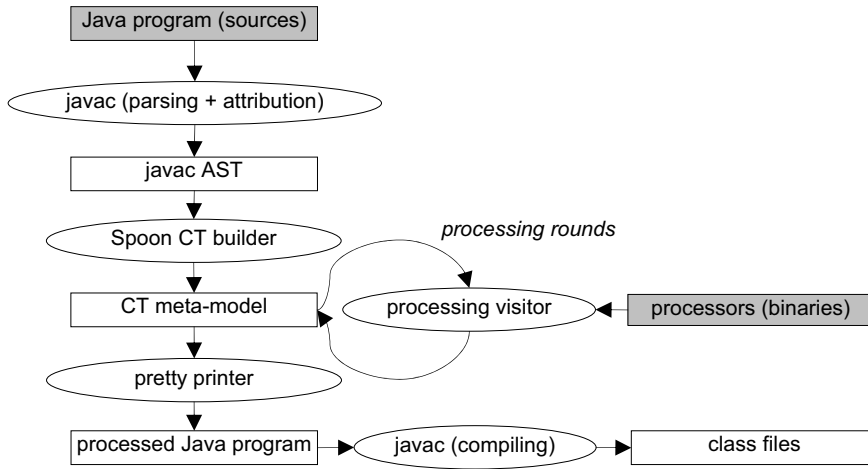 Java program (sources)
javac (parsing + attribution)
javac AST
Spoon CT builder
processing rounds
CT meta-model
processing visitor
processors (binaries)
pretty printer
processed Java program
javac (compiling)
class files